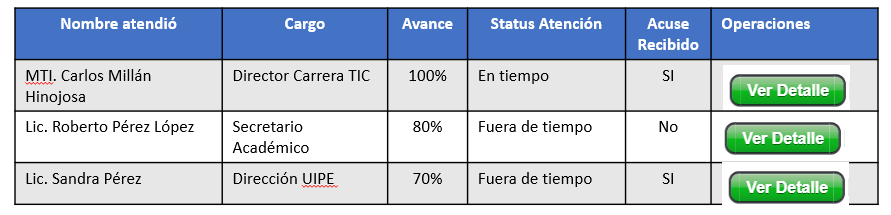 Nombre atendió Cargo Avance Status Atención Acuse Recibido Operaciones
MTI. Carlos Millán Hinojosa Director Carrera TIC 100% En tiempo SI Ver Detalle
Lic. Roberto Pérez López Secretario Académico 80% Fuera de tiempo No Ver Detalle
Lic. Sandra Pérez Dirección UIPE 70% Fuera de tiempo SI Ver Detalle